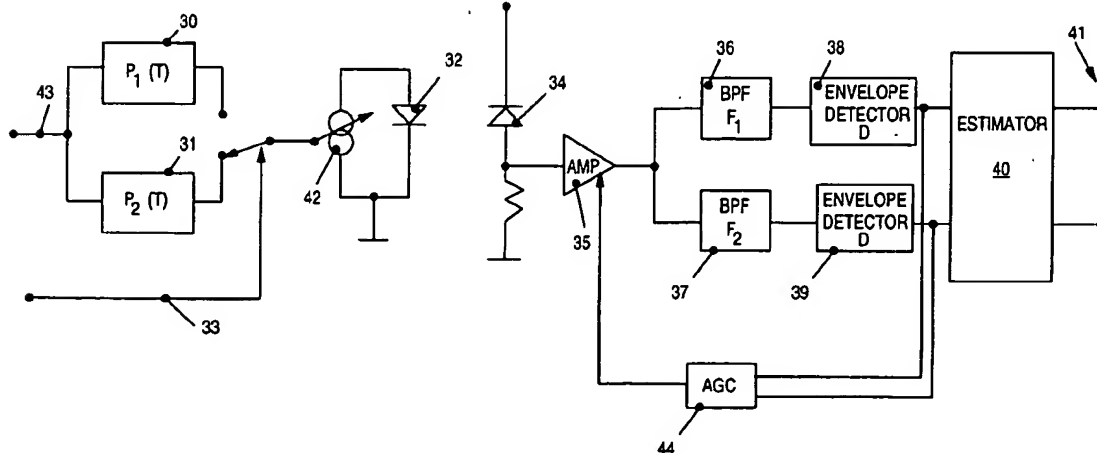 30
P1 (T)
43
31
P2 (T)
32
42
33
34
AMP
35
36
BPF
F1
38
ENVELOPE
DETECTOR
D
BPF
F2
37
ENVELOPE
DETECTOR
D
39
ESTIMATOR
40
41
AGC
44